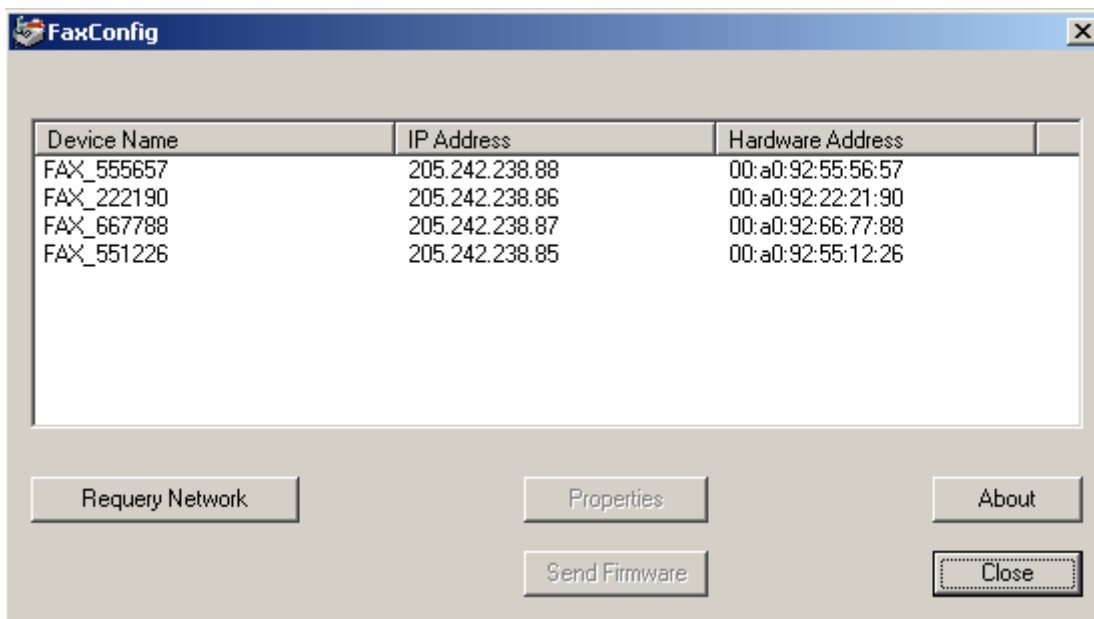 FaxConfig
Device Name IP Address Hardware Address
FAX_555657 205.242.238.88 00:a0:92:55:56:57
FAX_222190 205.242.238.86 00:a0:92:22:21:90
FAX_667788 205.242.238.87 00:a0:92:66:77:88
FAX_551226 205.242.238.85 00:a0:92:55:12:26
Requery Network Properties About
Send Firmware Close